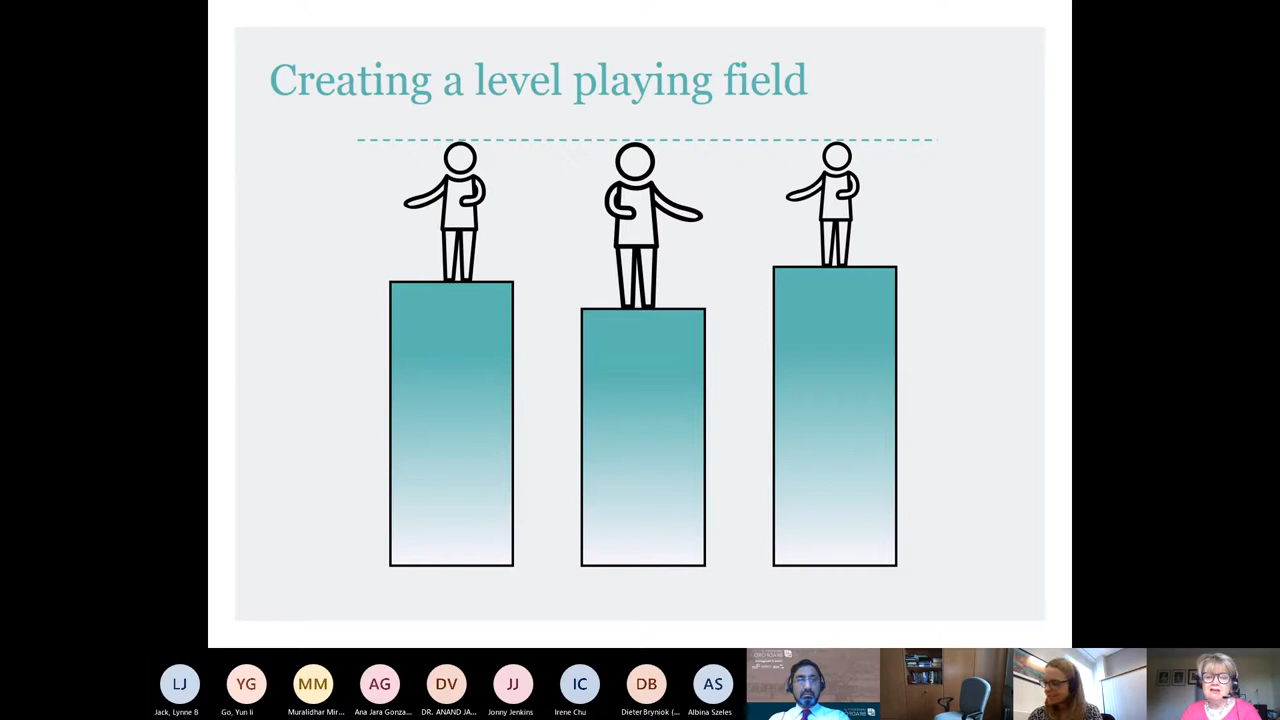 Creating a level playing field
LJ
YG
MM
AG
DV
JJ
IC
DB
AS
Jack, Lynne B
Go, Yun Ii
Muralidhar Mir...
Ana Jara Gonza...
DR. ANAND JA...
Jonny Jenkins
Irene Chu
Dieter Bryniok (...
Albina Szeles